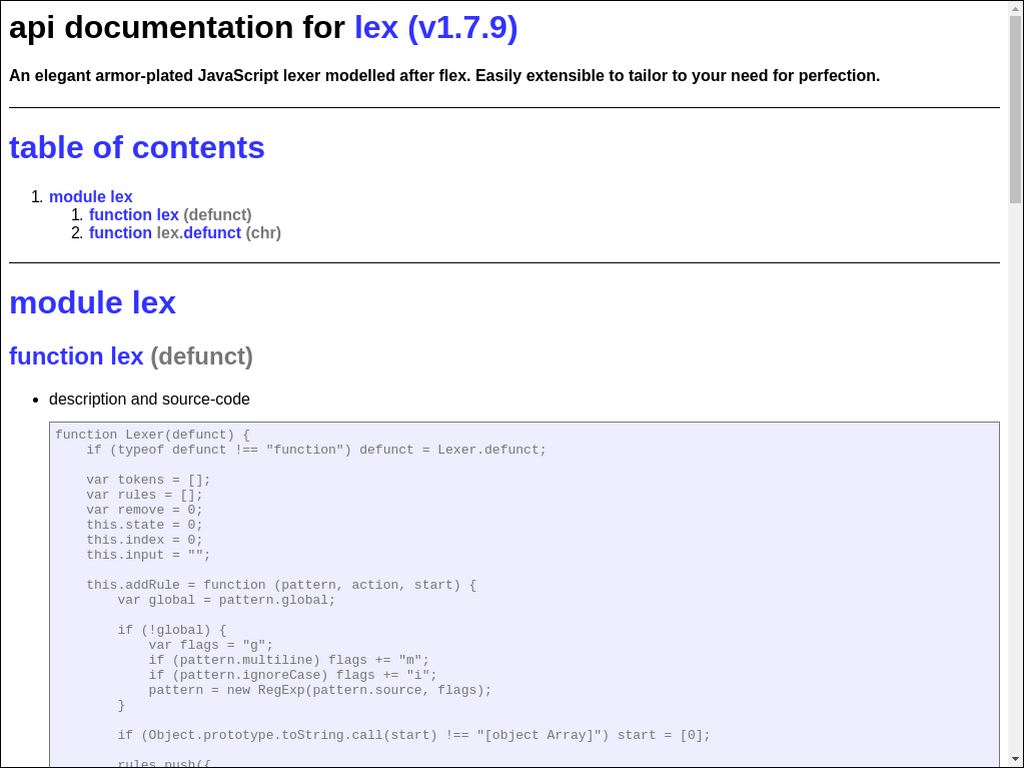 api documentation for lex (v1.7.9)
An elegant armor-plated JavaScript lexer modelled after flex. Easily extensible to tailor to your need for perfection.
table of contents
1. module lex
1. function lex (defunct)
2. function lex.defunct (chr)
module lex
function lex (defunct)
• description and source-code
function Lexer(defunct) {
    if (typeof defunct !== "function") defunct = Lexer.defunct;
    var tokens = [];
    var rules = [];
    var remove = 0;
    this.state = 0;
    this.index = 0;
    this.input = "";
    this.addRule = function (pattern, action, start) {
        var global = pattern.global;
        if (!global) {
            var flags = "g";
            if (pattern.multiline) flags += "m";
            if (pattern.ignoreCase) flags += "i";
            pattern = new RegExp(pattern.source, flags);
        }
        if (Object.prototype.toString.call(start) !== "[object Array]") start = [0];
        rules.push({